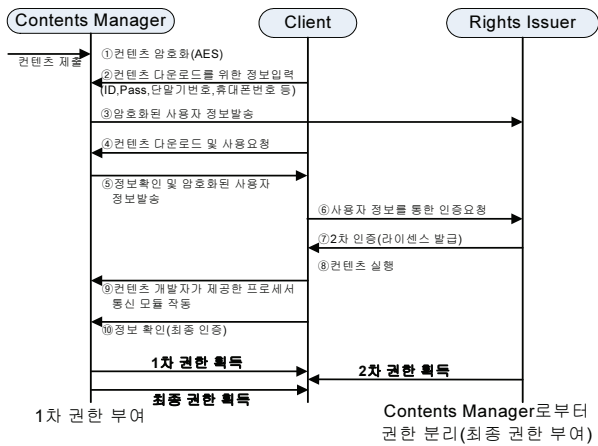 Contents Manager
Client
Rights Issuer
컨텐츠 제출
①컨텐츠 암호화(AES)
②컨텐츠 다운로드를 위한 정보입력
(ID,Pass,단말기번호,휴대폰번호 등)
③암호화된 사용자 정보발송
④컨텐츠 다운로드 및 사용요청
⑤정보확인 및 암호화된 사용자
정보발송
⑥사용자 정보를 통한 인증요청
⑦2차 인증(라이센스 발급)
⑧컨텐츠 실행
⑨컨텐츠 개발자가 제공한 프로세서
통신 모듈 작동
⑩정보 확인(최종 인증)
1차 권한 획득
2차 권한 획득
최종 권한 획득
1차 권한 부여
Contents Manager로부터
권한 분리(최종 권한 부여)